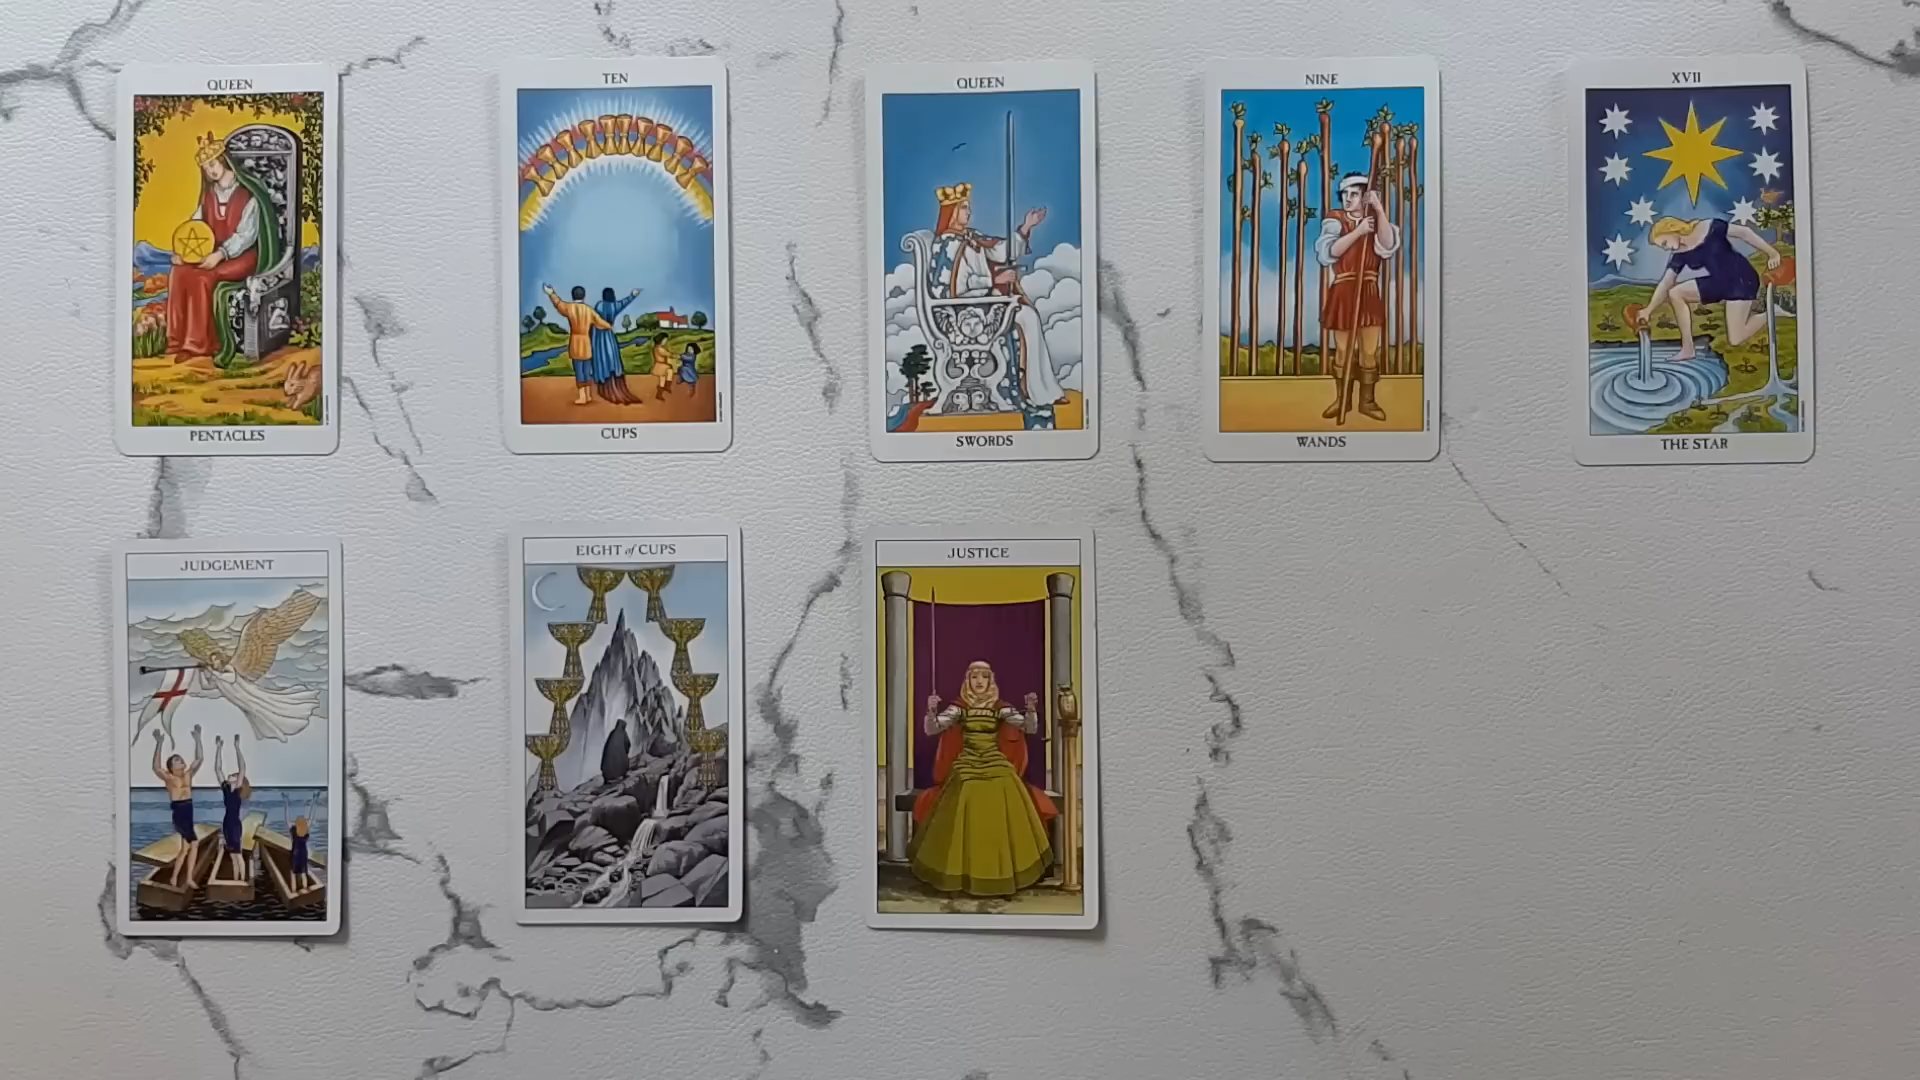 QUEEN
PENTACLES
TEN
CUPS
QUEEN
SWORDS
NINE
WANDS
XVII
THE STAR
JUDGEMENT
EIGHT of CUPS
JUSTICE